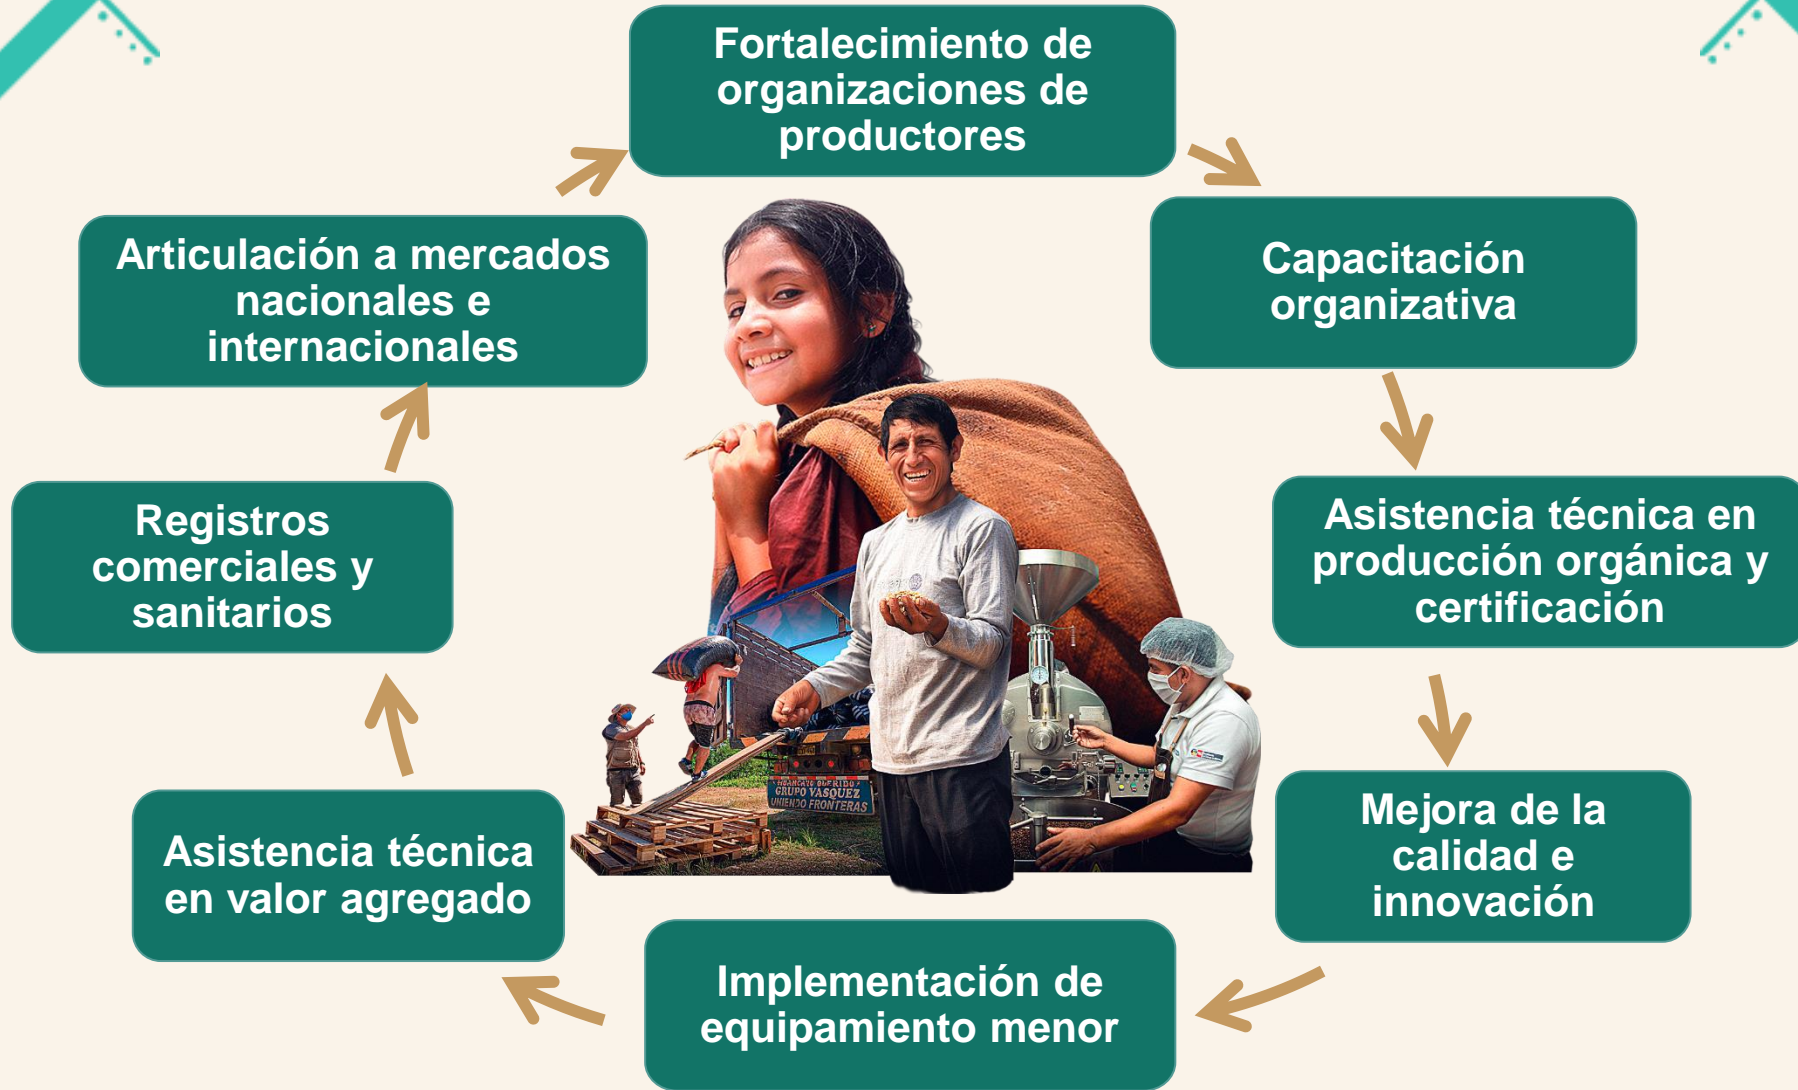 Fortalecimiento de
organizaciones de
productores
Capacitación
organizativa
Asistencia técnica en
producción orgánica y
certificación
Mejora de la
calidad e
innovación
Implementación de
equipamiento menor
Asistencia técnica
en valor agregado
Registros
comerciales y
sanitarios
Articulación a mercados
nacionales e
internacionales
GRUPO VASQUEZ
UNIENDO FRONTERAS